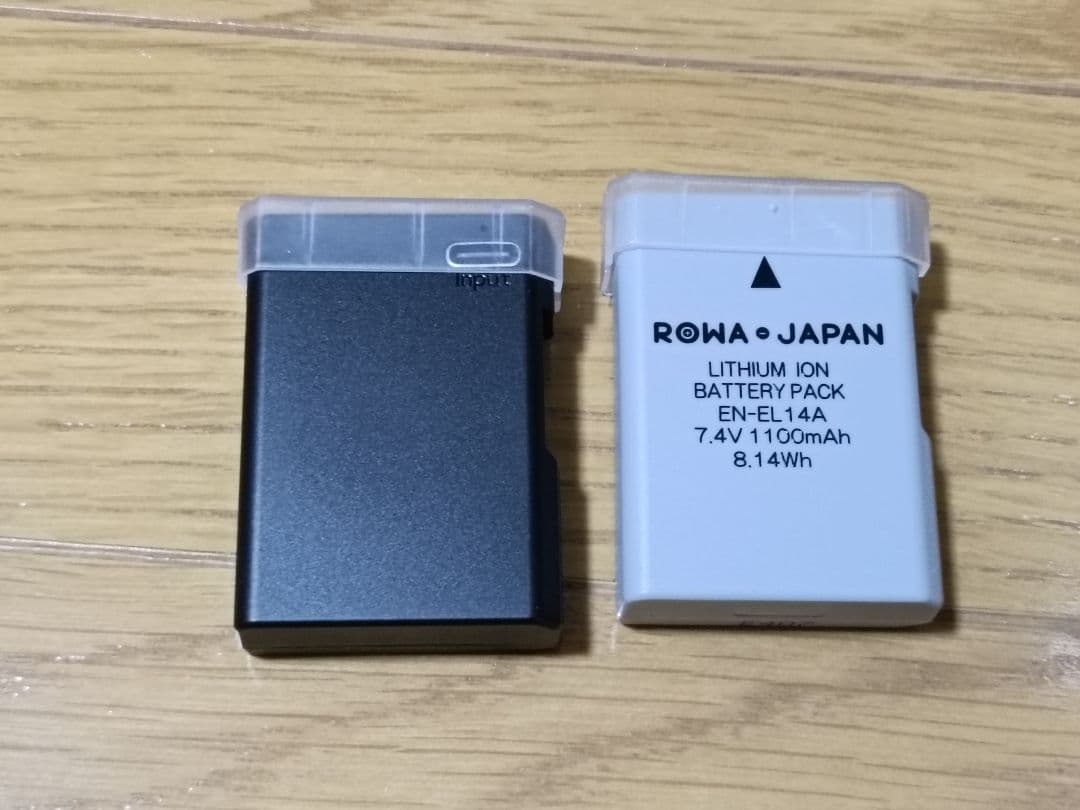 Input
ROWA JAPAN
LITHIUM ION
BATTERY PACK
EN-EL14A
7.4V 1100mAh
8.14Wh